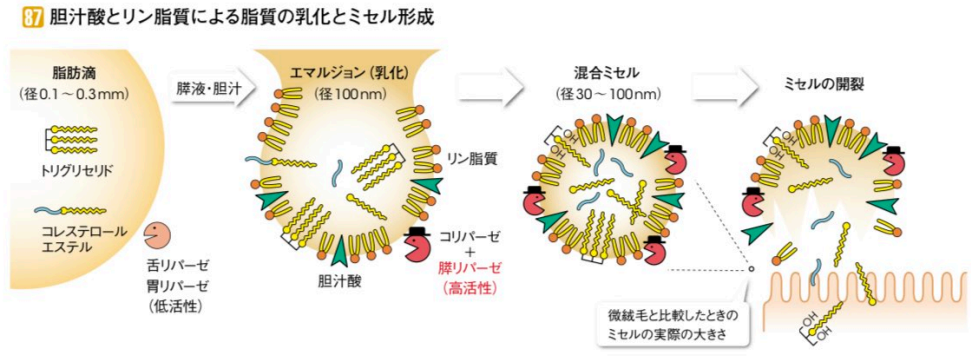 87 胆汁酸とリン脂質による脂質の乳化とミセル形成
脂肪滴
(径0.1～0.3mm)
トリグリセリド
コレステロール
エステル
舌リパーゼ
胃リパーゼ
(低活性)
膵液・胆汁
エマルジョン(乳化)
(径100nm)
リン脂質
胆汁酸
コリパーゼ
+
膵リパーゼ
(高活性)
混合ミセル
(径30～100nm)
OH
OH
ミセルの開裂
OH
OH
微絨毛と比較したときの
ミセルの実際の大きさ
OH
OH